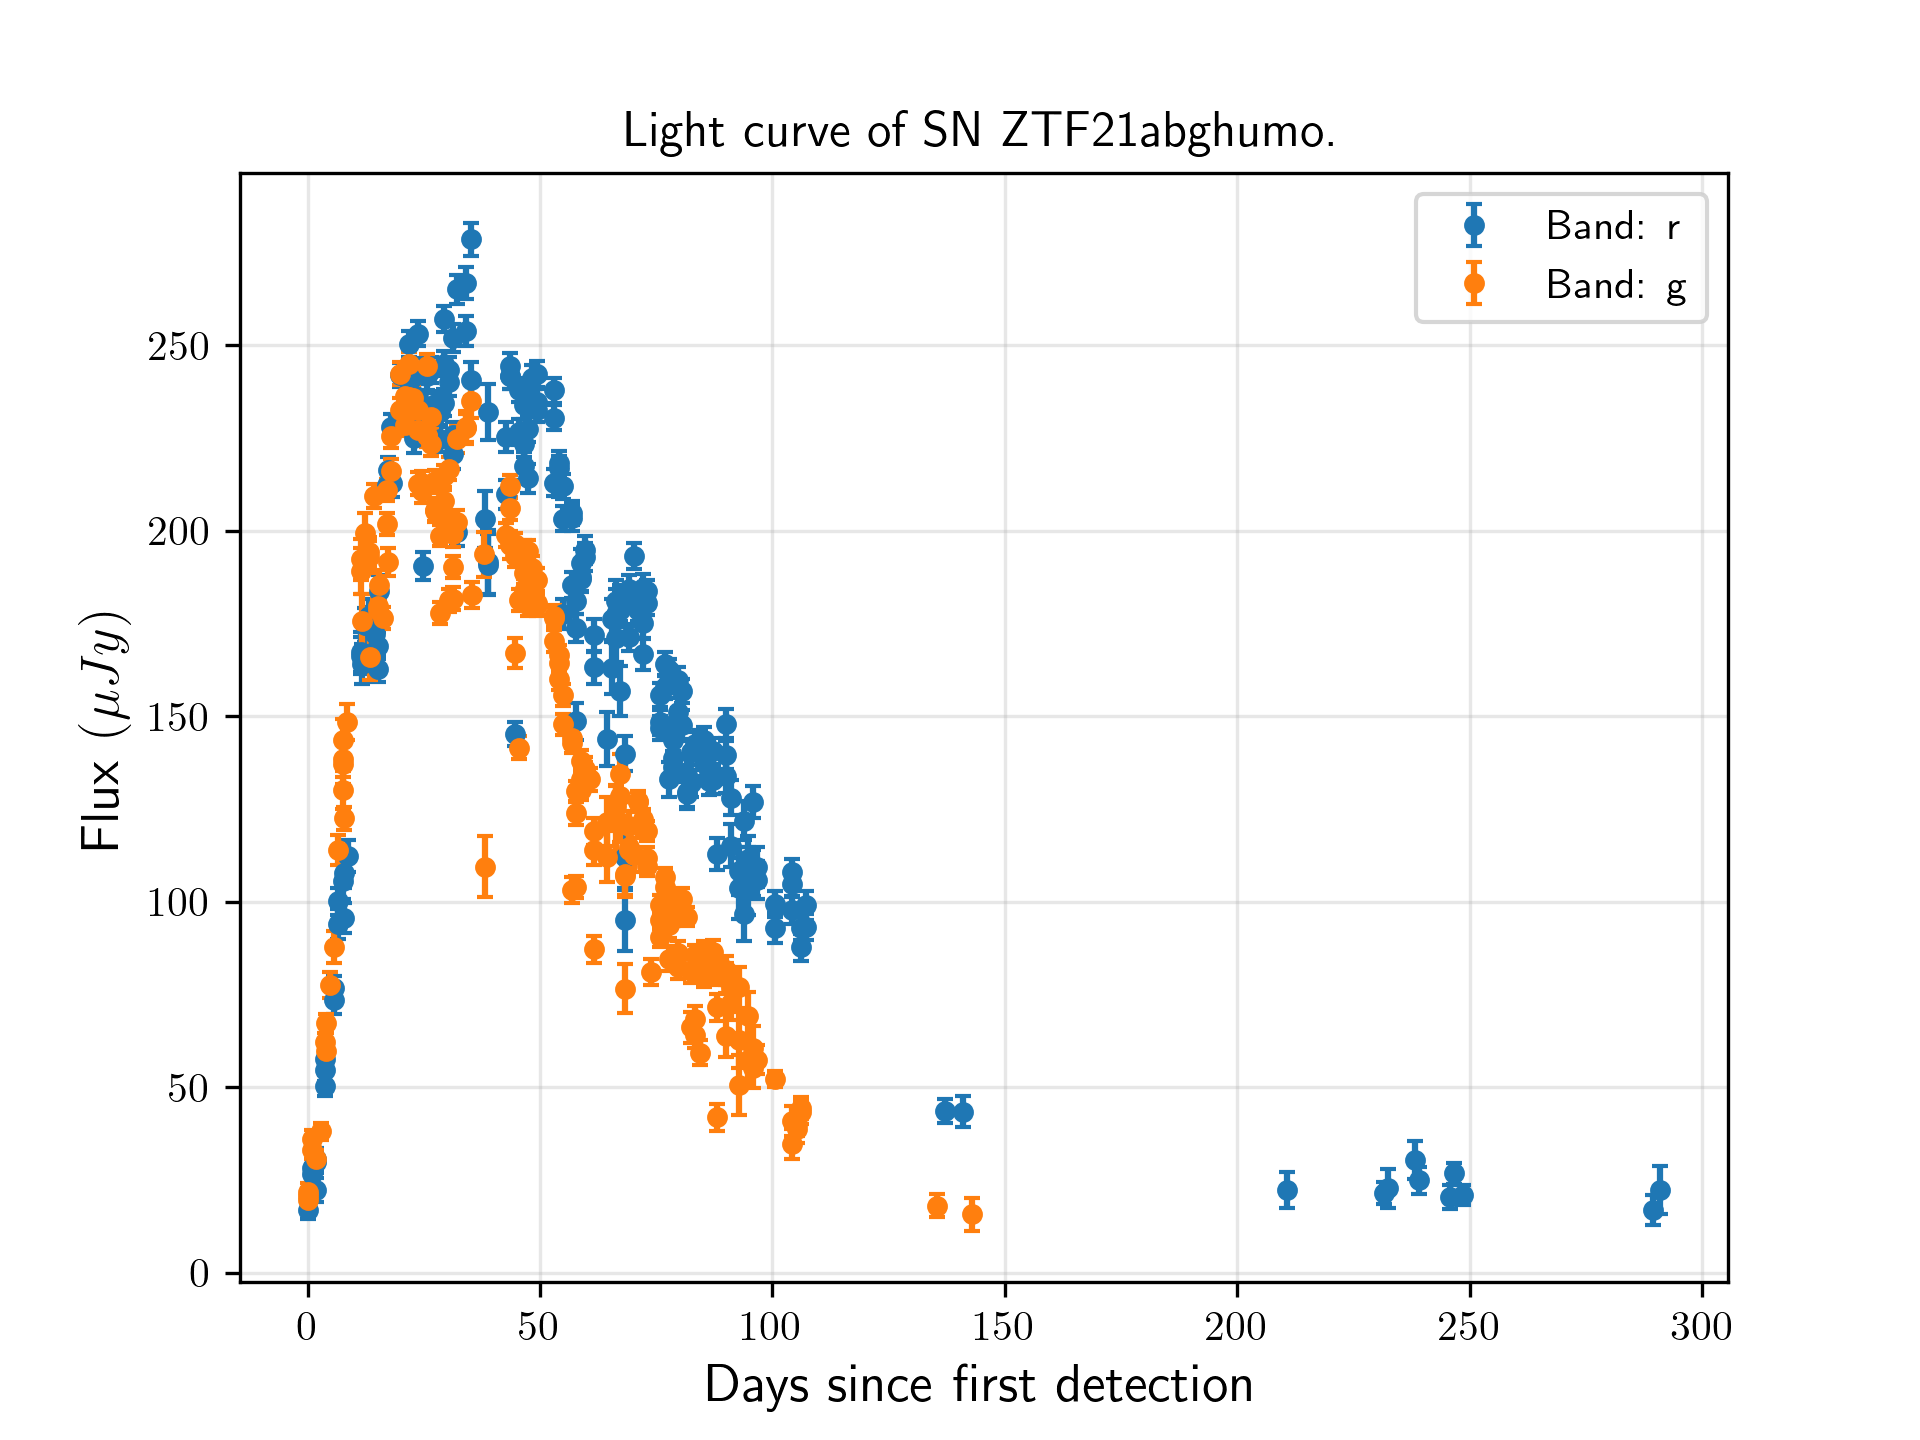 Light curve of SN ZTF21abghumo.
Band: r
Band: g
Flux (μJy)
250
200
150
100
50
0
0 50 100 150 200 250 300
Days since first detection